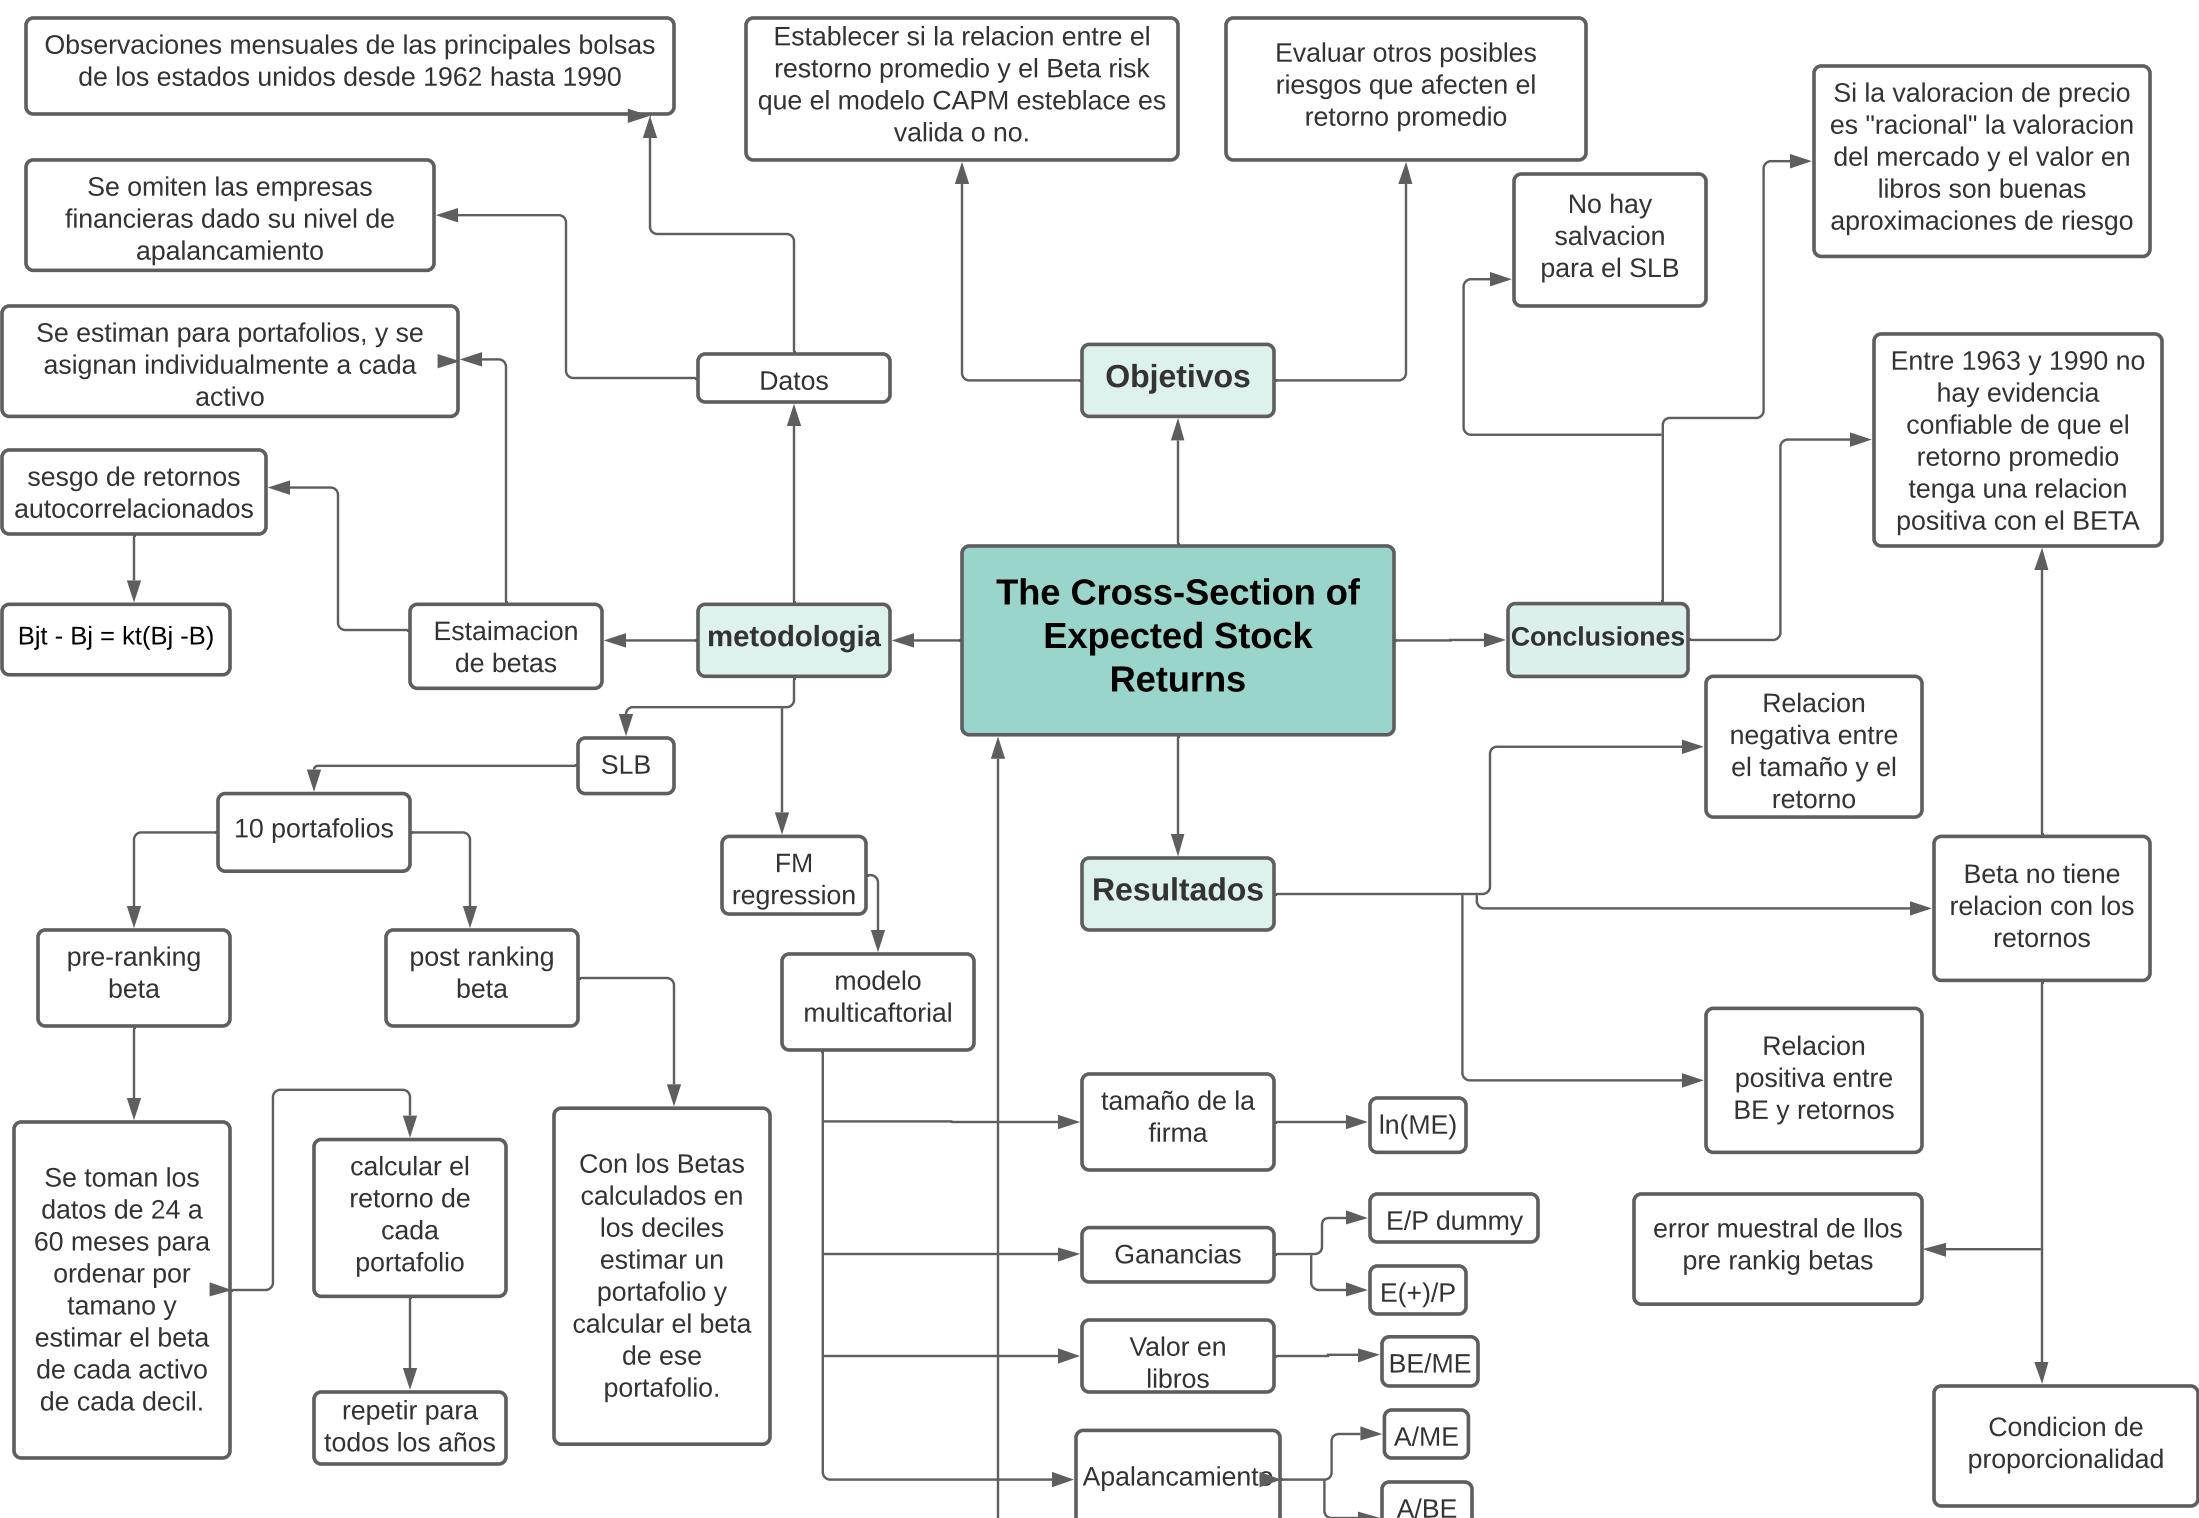 Observaciones mensuales de las principales bolsas
de los estados unidos desde 1962 hasta 1990
Establecer si la relacion entre el
restorno promedio y el Beta risk
que el modelo CAPM esteblace es
valida o no.
Evaluar otros posibles
riesgos que afecten el
retorno promedio
Si la valoracion de precio
es "racional" la valoracion
del mercado y el valor en
libros son buenas
aproximaciones de riesgo
Se omiten las empresas
financieras dado su nivel de
apalancamiento
No hay
salvacion
para el SLB
Se estiman para portafolios, y se
asignan individualmente a cada
activo
Datos
Objetivos
Entre 1963 y 1990 no
hay evidencia
confiable de que el
retorno promedio
tenga una relacion
positiva con el BETA
sesgo de retornos
autocorrelacionados
Bjt - Bj = kt(Bj -B)
Estaimacion
de betas
metodologia
The Cross-Section of
Expected Stock
Returns
Conclusiones
Relacion
negativa entre
el tamaño y el
retorno
SLB
10 portafolios
FM
regression
Resultados
Beta no tiene
relacion con los
retornos
pre-ranking
beta
post ranking
beta
modelo
multicaftorial
Relacion
positiva entre
BE y retornos
tamaño de la
firma
ln(ME)
Se toman los
datos de 24 a
60 meses para
ordenar por
tamano y
estimar el beta
de cada activo
de cada decil.
calcular el
retorno de
cada
portafolio
Con los Betas
calculados en
los deciles
estimar un
portafolio y
calcular el beta
de ese
portafolio.
Ganancias
E/P dummy
E(+)/P
error muestral de llos
pre rankig betas
Valor en
libros
BE/ME
repetir para
todos los años
Apalancamiento
A/ME
A/BE
Condicion de
proporcionalidad